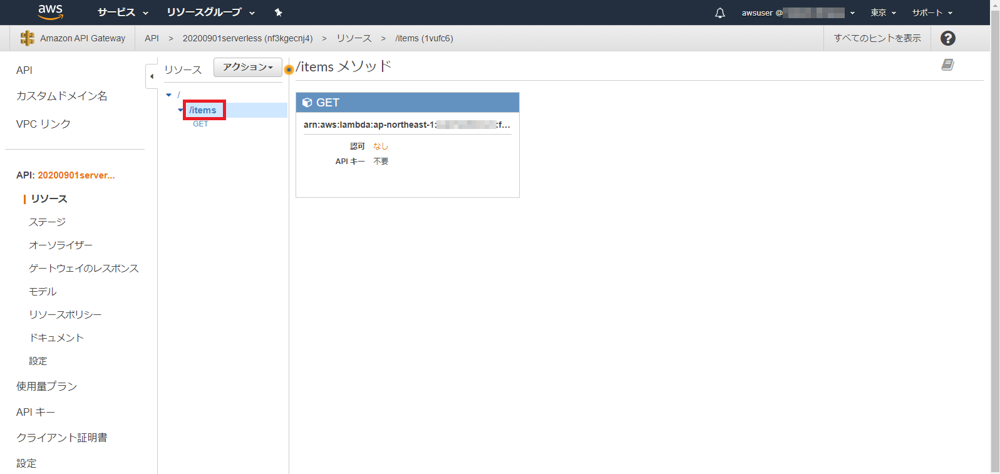 aws サービス リソースグループ awsuser @ 東京 サポート
Amazon API Gateway API > 20200901serverless (nf3kgecnj4) > リソース > /items (1vufc6) すべてのヒントを表示 ?
API
カスタムドメイン名
VPC リンク
API: 20200901server...
リソース
ステージ
オーソライザー
ゲートウェイのレスポンス
モデル
リソースポリシー
ドキュメント
設定
使用量プラン
API キー
クライアント証明書
設定
リソース アクション
/
/items
GET
/items メソッド
GET
arn:aws:lambda:ap-northeast-1: :f...
認可 なし
API キー 不要